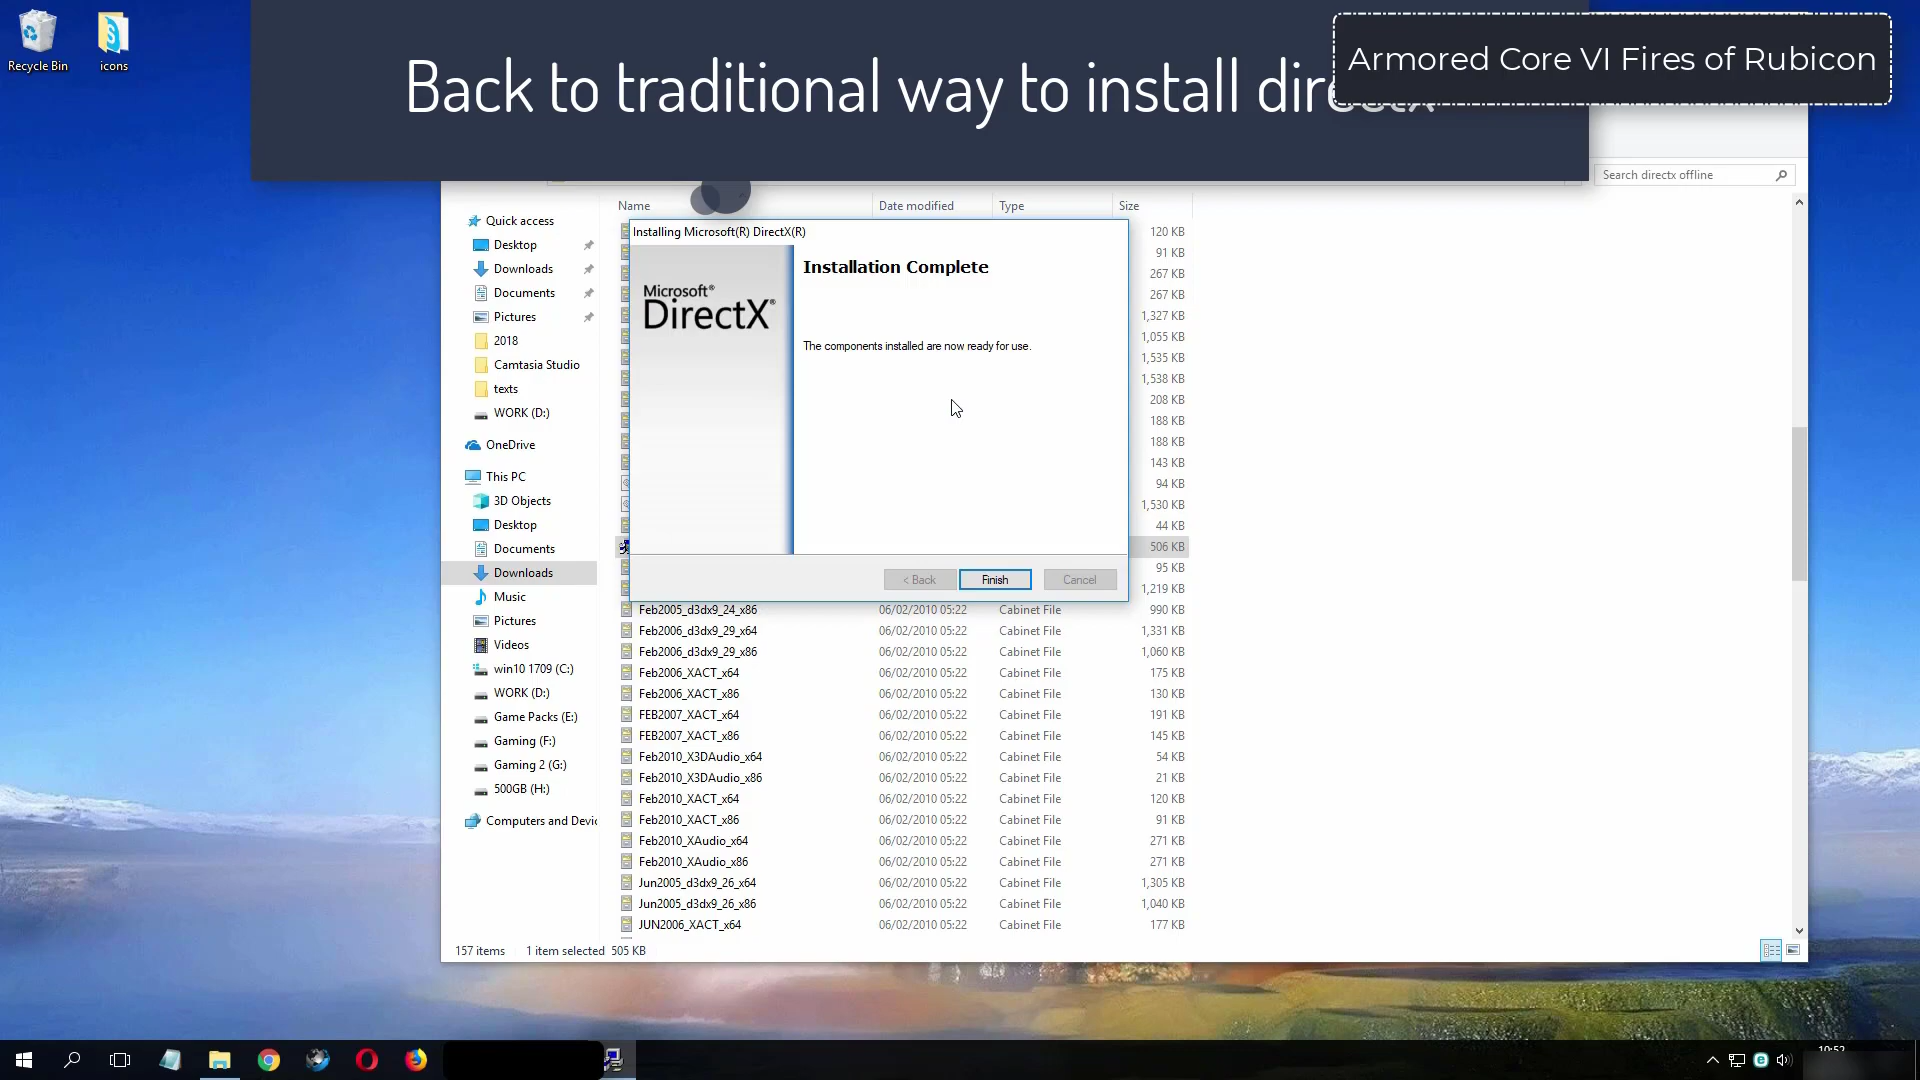 Back to traditional way to install directx
Armored Core VI Fires of Rubicon
Recycle Bin
icons
Search directx offline
Name
Date modified
Type
Size
Quick access
Desktop
Downloads
Documents
Pictures
2018
Camtasia Studio
texts
WORK (D:)
OneDrive
This PC
3D Objects
Desktop
Documents
Downloads
Music
Pictures
Videos
win10 1709 (C:)
WORK (D:)
Game Packs (E:)
Gaming (F:)
Gaming 2 (G:)
500GB (H:)
Computers and Devic
Installing Microsoft(R) DirectX(R)
Microsoft®
DirectX®
Installation Complete
The components installed are now ready for use.
< Back
Finish
Cancel
120 KB
91 KB
267 KB
267 KB
1,327 KB
1,055 KB
1,535 KB
1,538 KB
208 KB
188 KB
188 KB
143 KB
94 KB
1,530 KB
44 KB
506 KB
95 KB
1,219 KB
Feb2005_d3dx9_24_x86 06/02/2010 05:22 Cabinet File 990 KB
Feb2006_d3dx9_29_x64 06/02/2010 05:22 Cabinet File 1,331 KB
Feb2006_d3dx9_29_x86 06/02/2010 05:22 Cabinet File 1,060 KB
Feb2006_XACT_x64 06/02/2010 05:22 Cabinet File 175 KB
Feb2006_XACT_x86 06/02/2010 05:22 Cabinet File 130 KB
FEB2007_XACT_x64 06/02/2010 05:22 Cabinet File 191 KB
FEB2007_XACT_x86 06/02/2010 05:22 Cabinet File 145 KB
Feb2010_X3DAudio_x64 06/02/2010 05:22 Cabinet File 54 KB
Feb2010_X3DAudio_x86 06/02/2010 05:22 Cabinet File 21 KB
Feb2010_XACT_x64 06/02/2010 05:22 Cabinet File 120 KB
Feb2010_XACT_x86 06/02/2010 05:22 Cabinet File 91 KB
Feb2010_XAudio_x64 06/02/2010 05:22 Cabinet File 271 KB
Feb2010_XAudio_x86 06/02/2010 05:22 Cabinet File 271 KB
Jun2005_d3dx9_26_x64 06/02/2010 05:22 Cabinet File 1,305 KB
Jun2005_d3dx9_26_x86 06/02/2010 05:22 Cabinet File 1,040 KB
JUN2006_XACT_x64 06/02/2010 05:22 Cabinet File 177 KB
157 items 1 item selected 505 KB
10:52